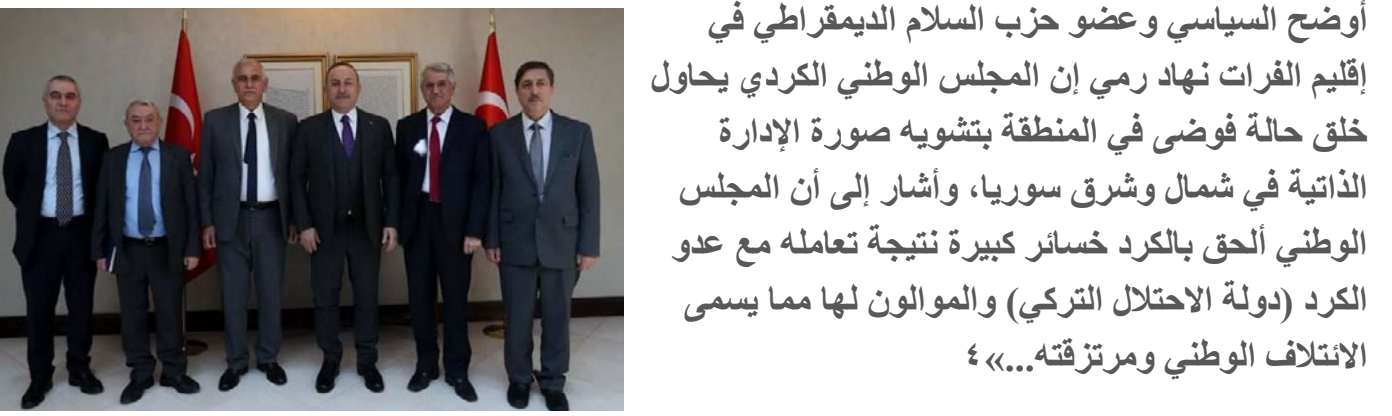 أوضح السياسي وعضو حزب السلام الديمقراطي في
إقليم الفرات نهاد رمي إن المجلس الوطني الكردي يحاول
خلق حالة فوضى في المنطقة بتشويه صورة الإدارة
الذاتية في شمال وشرق سوريا، وأشار إلى أن المجلس
الوطني ألحق بالكرد خسائر كبيرة نتيجة تعامله مع عدو
الكرد (دولة الاحتلال التركي) والموالون لها مما يسمى
الائتلاف الوطني ومرتزقته...»٤